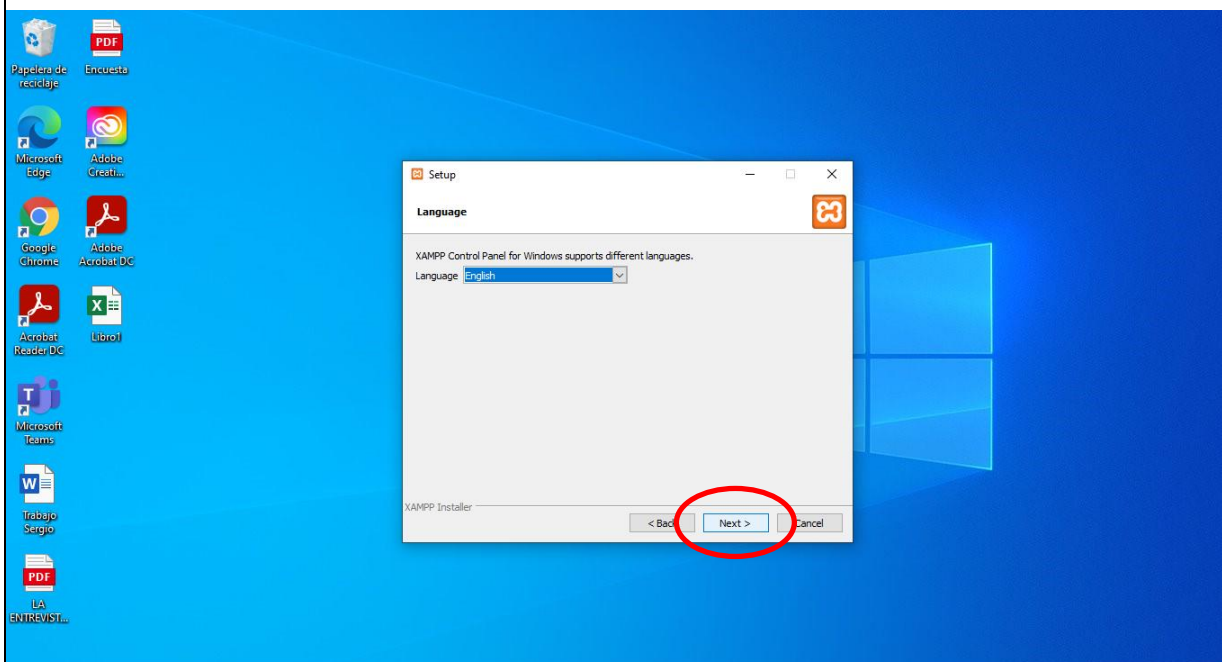 PDF
Papelera de
reciclaje
Encuesta
Microsoft
Edge
Adobe
Creati...
Google
Chrome
Adobe
Acrobat DC
Acrobat
Reader DC
Libro1
Microsoft
Teams
Trabajo
Sergio
PDF
LA
ENTREVIST...
Setup
Language
XAMPP Control Panel for Windows supports different languages.
Language English
XAMPP Installer
< Back
Next >
Cancel